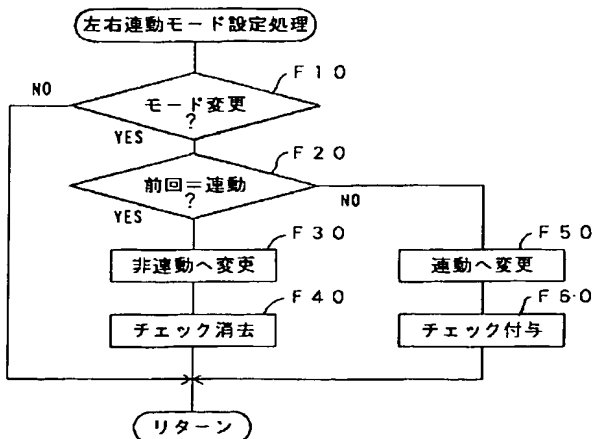 左右連動モード設定処理
F10
NO
モード変更
?
YES
F20
前回＝連動
?
YES
NO
F30
非連動へ変更
F50
連動へ変更
F40
チェック消去
F60
チェック付与
リターン